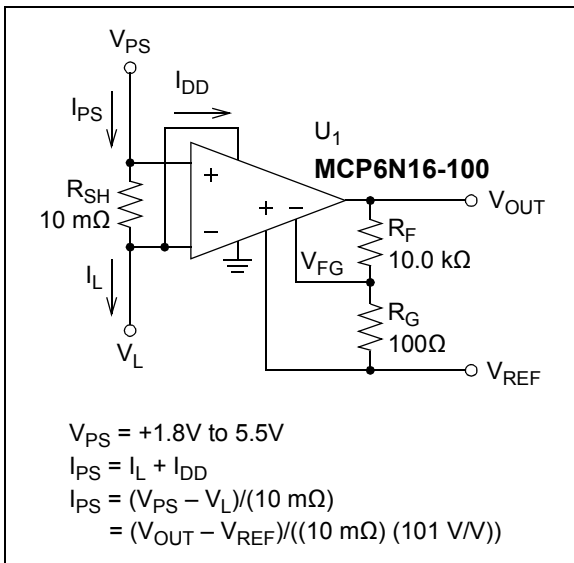 V_PS
I_DD
I_PS
U_1
MCP6N16-100
+
−
+ −
R_SH
10 mΩ
V_OUT
R_F
10.0 kΩ
V_FG
I_L
R_G
100Ω
V_L
V_REF
V_PS = +1.8V to 5.5V
I_PS = I_L + I_DD
I_PS = (V_PS – V_L)/(10 mΩ)
= (V_OUT – V_REF)/((10 mΩ) (101 V/V))